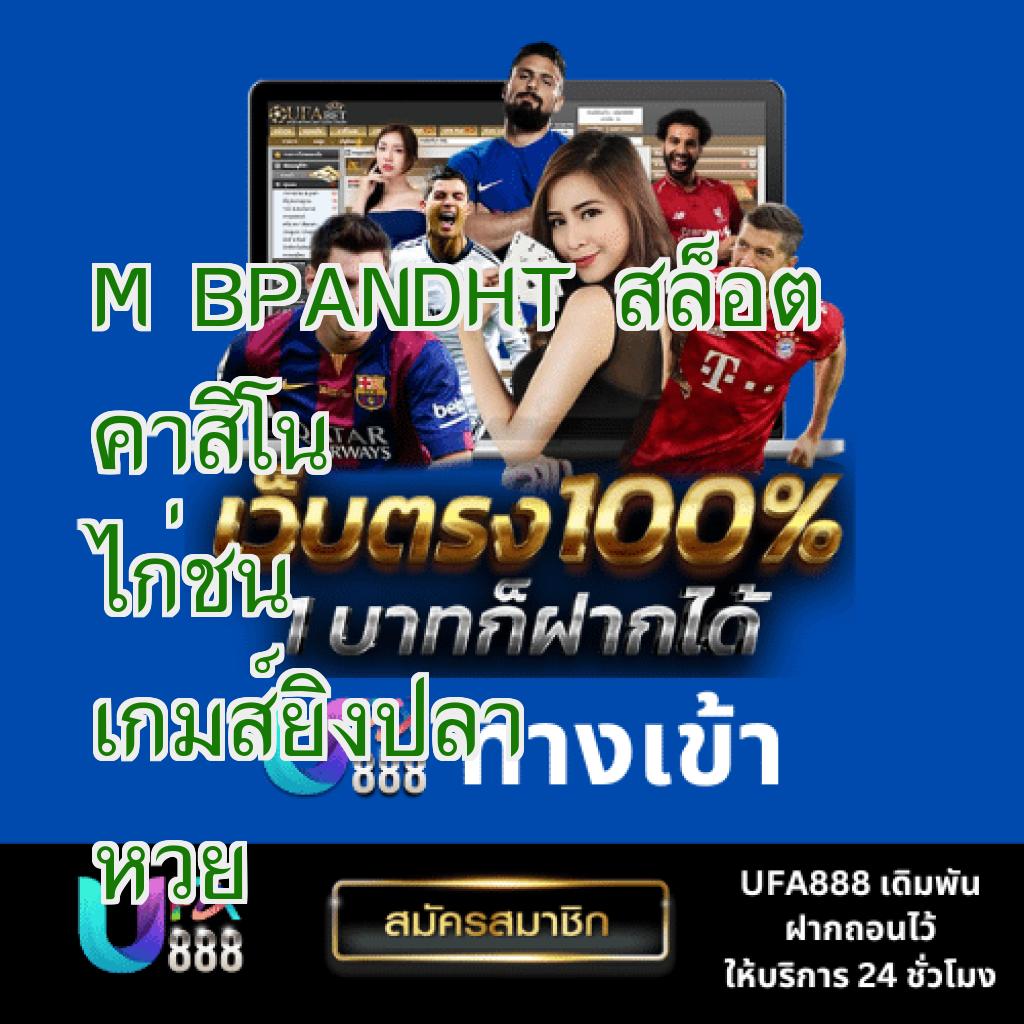 UFABET
M BPANDHT สล็อต
คาสิโน
QATAR
AIRWAYS
T
เว็บตรง100%
ไก่ชน
1 บาทก็ฝากได้
เกมส์ยิงปลา
888 ทางเข้า
หวย
888
สมัครสมาชิก
UFA888 เดิมพัน
ฝากถอนไว้
ให้บริการ 24 ชั่วโมง